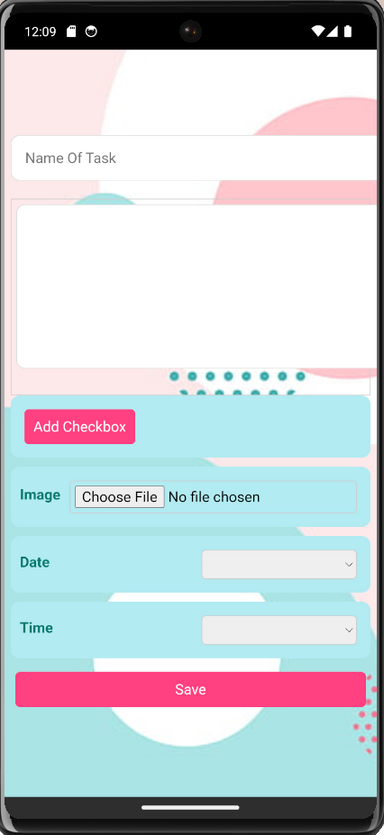 12:09
Name Of Task
Add Checkbox
Image Choose File No file chosen
Date
Time
Save